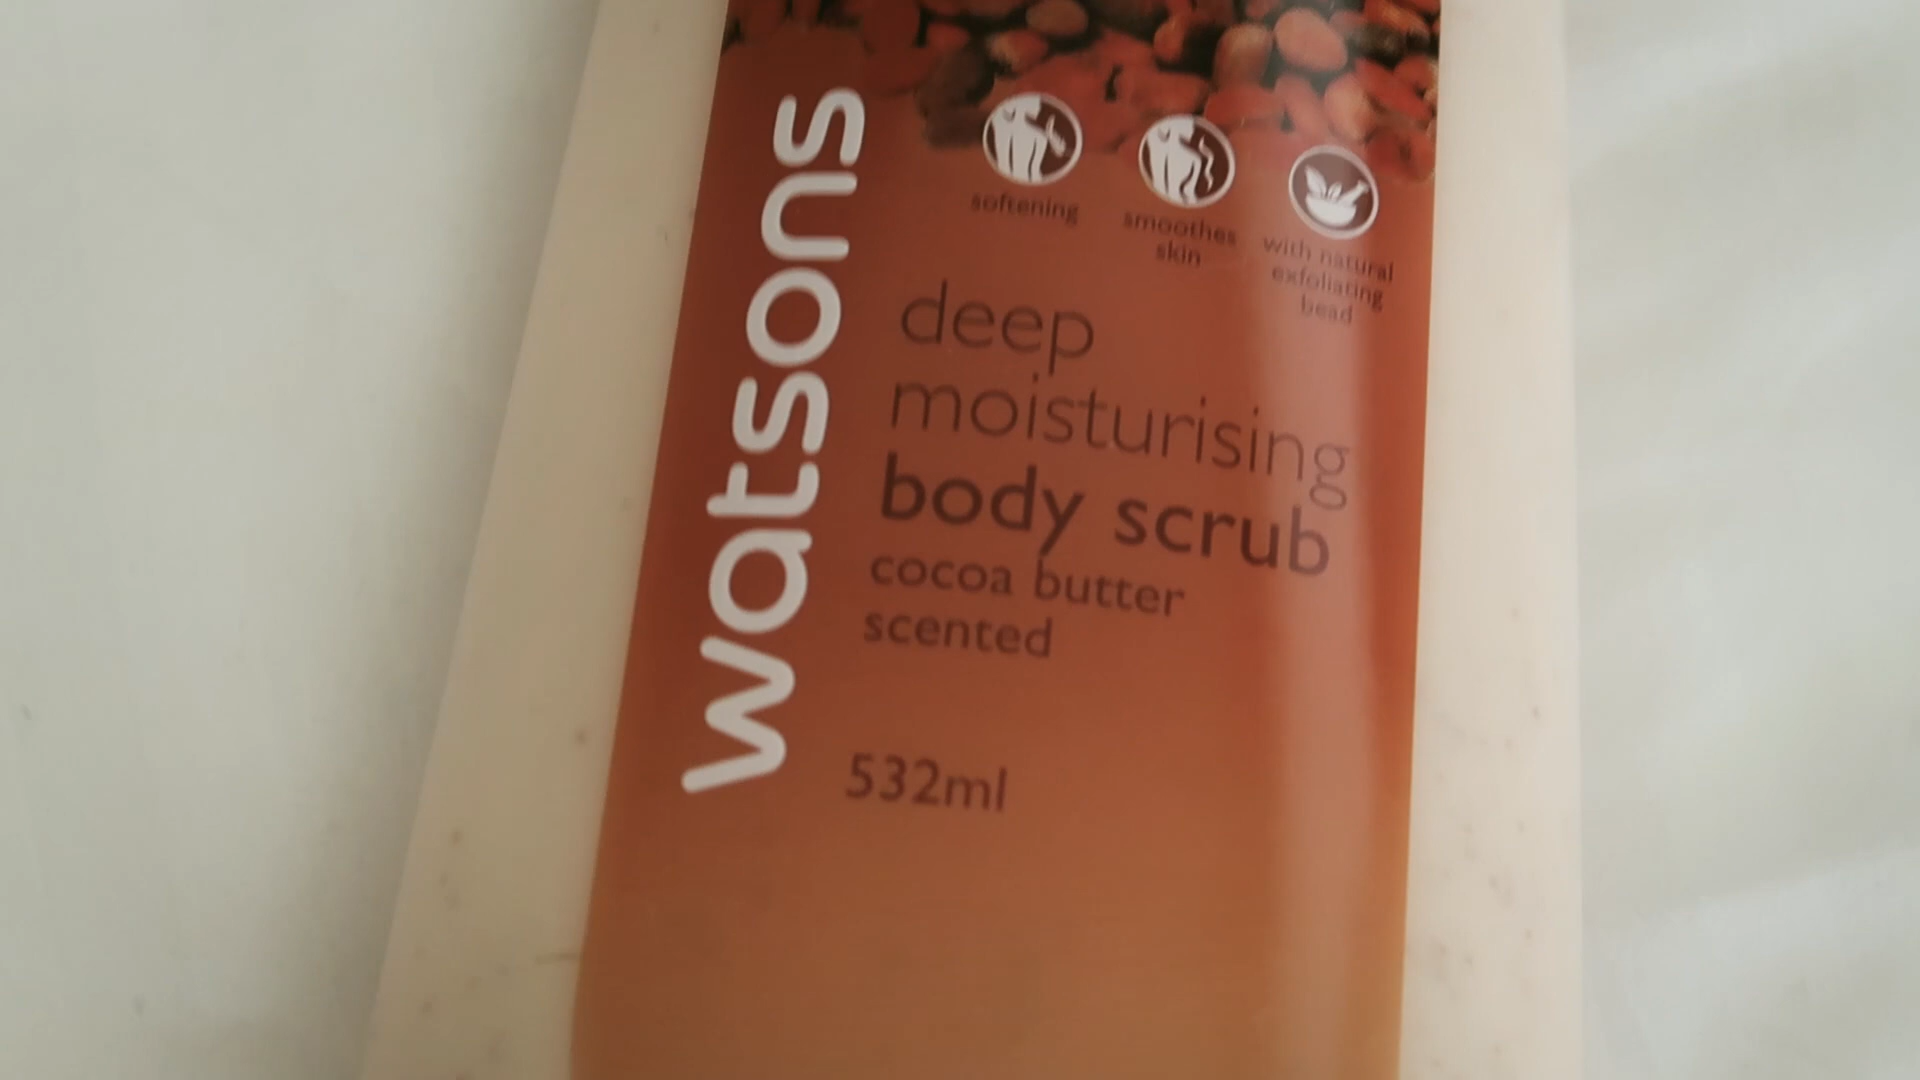 watsons
softening
smoothes
skin
with natural
exfoliating
bead
deep
moisturising
body scrub
cocoa butter
scented
532ml